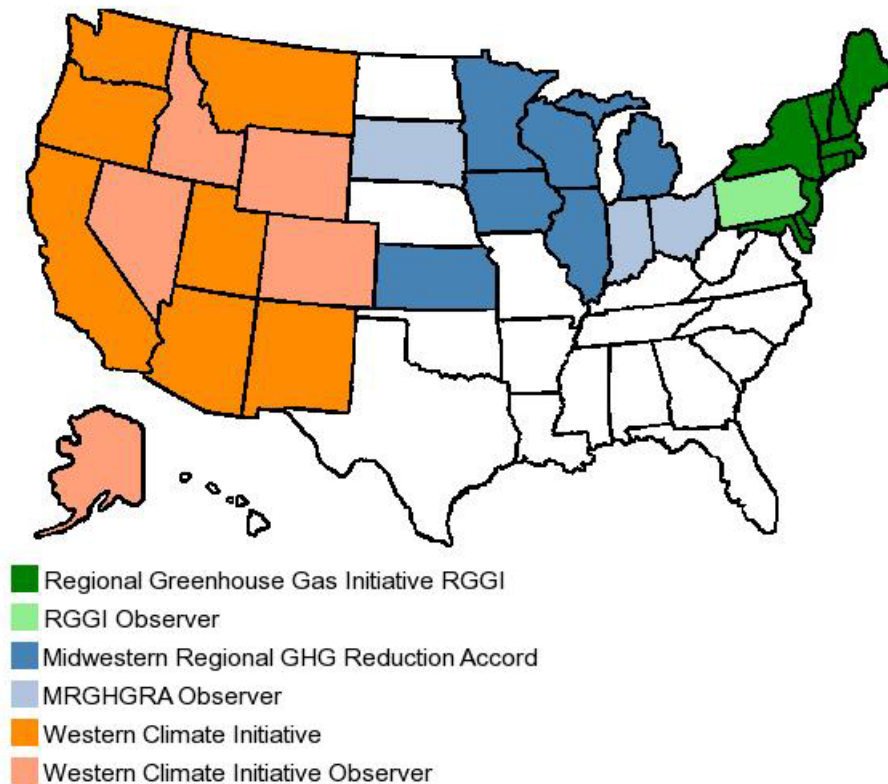 Regional Greenhouse Gas Initiative RGGI
RGGI Observer
Midwestern Regional GHG Reduction Accord
MRGHGRA Observer
Western Climate Initiative
Western Climate Initiative Observer